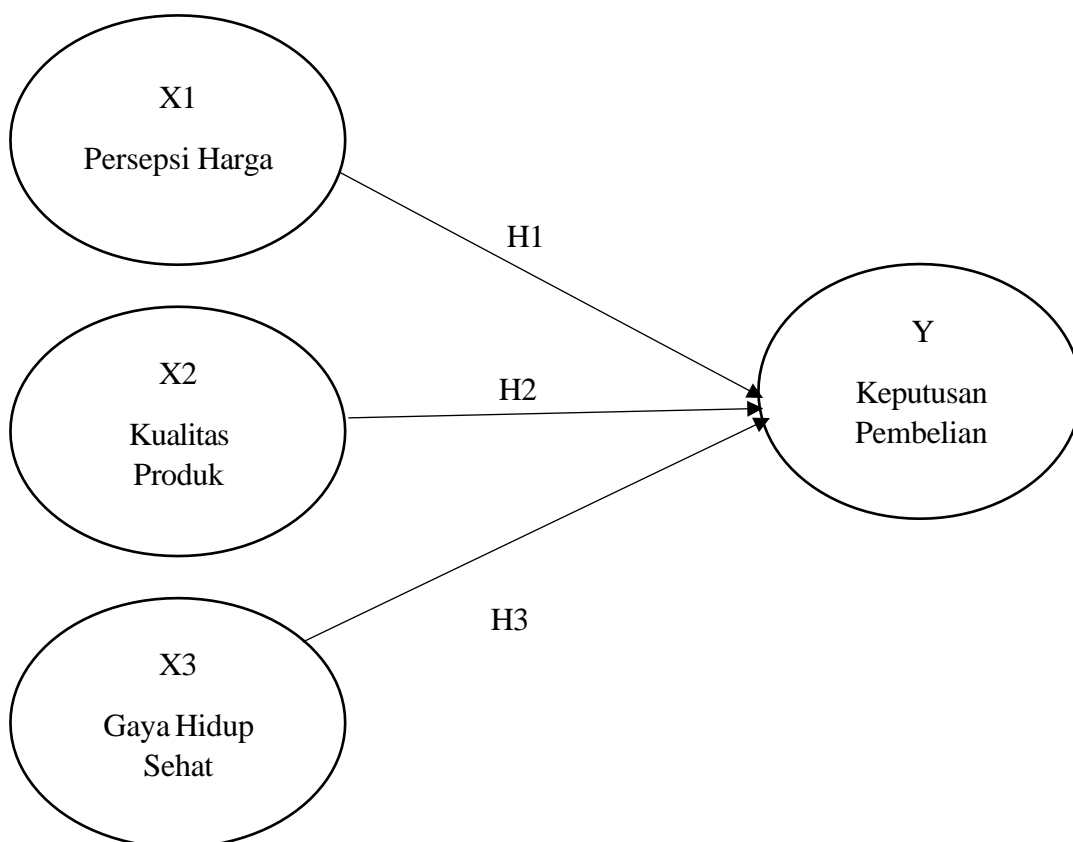 X1
Persepsi Harga
H1
X2
Kualitas
Produk
H2
Y
Keputusan
Pembelian
H3
X3
Gaya Hidup
Sehat